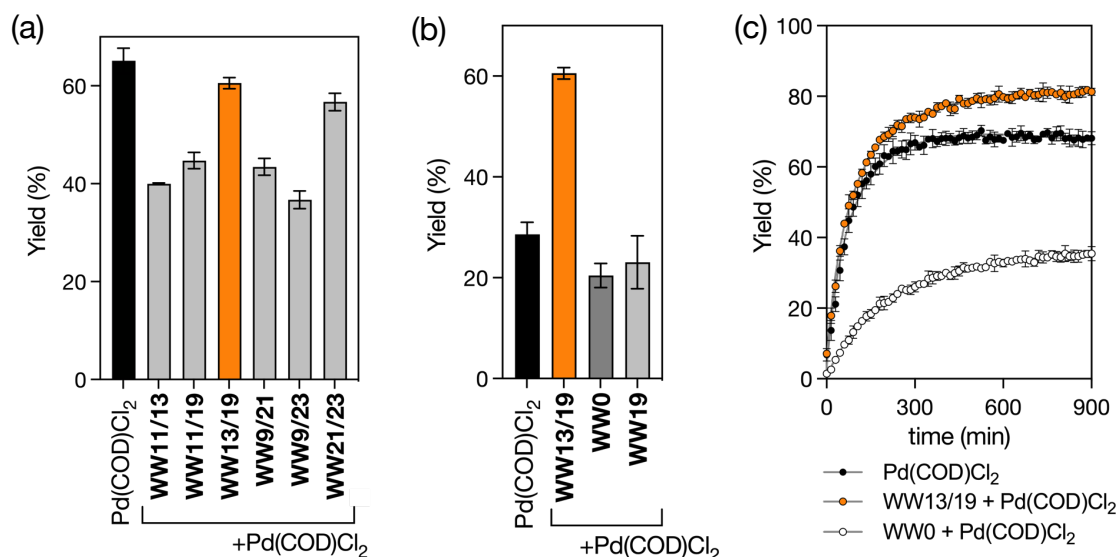 (a)
Yield (%)
60
40
20
0
Pd(COD)Cl₂
WW11/13
WW11/19
WW13/19
WW9/21
WW9/23
WW21/23
+Pd(COD)Cl₂
(b)
Yield (%)
60
40
20
0
Pd(COD)Cl₂
WW13/19
WW0
WW19
+Pd(COD)Cl₂
(c)
Yield (%)
100
80
60
40
20
0
0 300 600 900
time (min)
Pd(COD)Cl₂
WW13/19 + Pd(COD)Cl₂
WW0 + Pd(COD)Cl₂